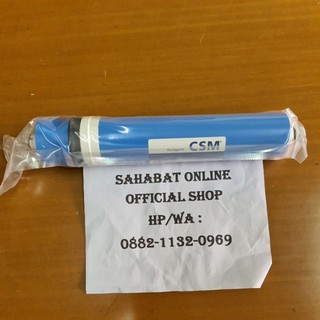 CSM
SAHABAT ONLINE
OFFICIAL SHOP
HP/WA :
0882-1132-0969